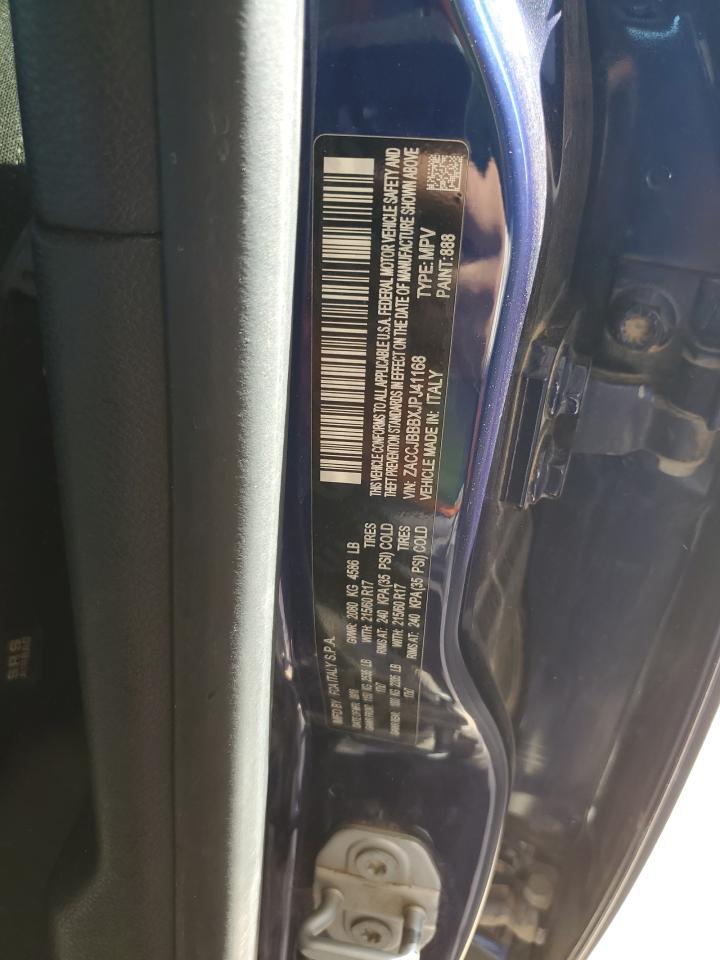 MFD BY: FCA ITALY S.P.A.
GVWR: 2080 KG 4586 LB
WITH: 215/60 R17 TIRES
RIMS AT: 240 KPA(35 PSI) COLD
WITH: 215/60 R17 TIRES
RIMS AT: 240 KPA(35 PSI) COLD
THIS VEHICLE CONFORMS TO ALL APPLICABLE U.S.A. FEDERAL MOTOR VEHICLE SAFETY AND
THEFT PREVENTION STANDARDS IN EFFECT ON THE DATE OF MANUFACTURE SHOWN ABOVE
VIN: ZACCJBBBXJPJ41168 TYPE: MPV
VEHICLE MADE IN: ITALY PAINT: 888
SRS